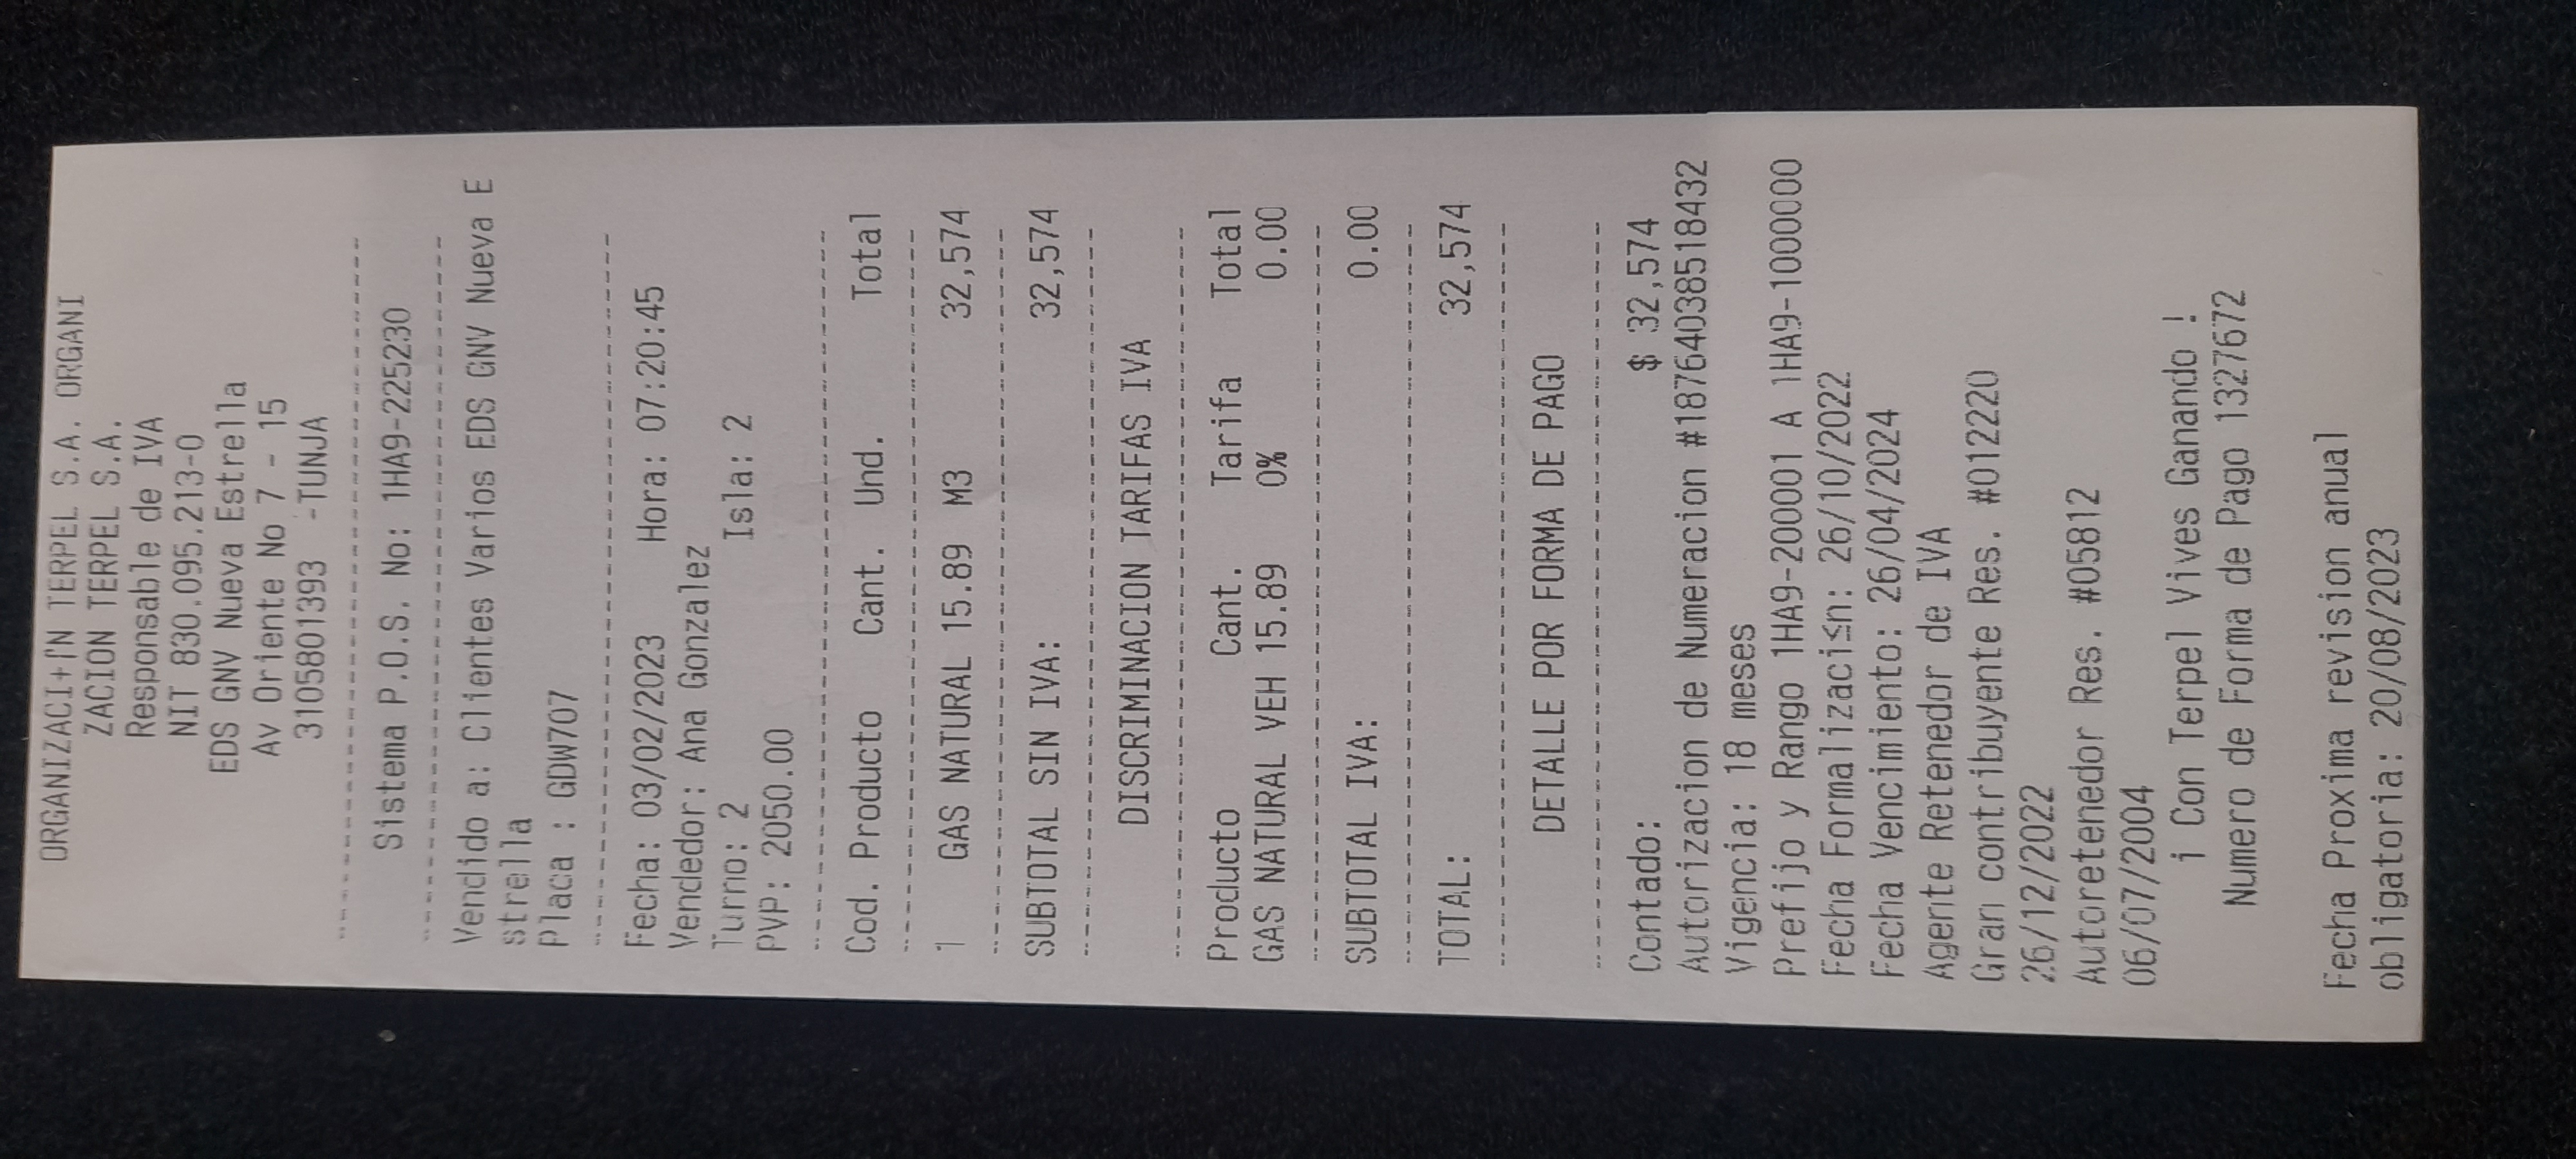 ORGANIZACI+[N TERPEL S.A. ORGANI
ZACION TERPEL S.A.
Responsable de IVA
NIT 830.095.213-0
EDS GNV Nueva Estrella
Av Oriente No 7 - 15
3105801393 -TUNJA
Sistema P.O.S. No: 1HA9-225230
Vendido a: Clientes Varios EDS GNV Nueva E
strella
Placa : GDW707
Fecha: 03/02/2023 Hora: 07:20:45
Vendedor: Ana Gonzalez
Turno: 2 Isla: 2
PVP: 2050.00
Cod. Producto Cant. Und. Total
1 GAS NATURAL 15.89 M3 32,574
SUBTOTAL SIN IVA: 32,574
DISCRIMINACION TARIFAS IVA
Producto Cant. Tarifa Total
GAS NATURAL VEH 15.89 0% 0.00
SUBTOTAL IVA: 0.00
TOTAL: 32,574
DETALLE POR FORMA DE PAGO
Contado: $ 32,574
Autorizacion de Numeracion #18764038518432
Vigencia: 18 meses
Prefijo y Rango 1HA9-200001 A 1HA9-1000000
Fecha Formalizaci≤n: 26/10/2022
Fecha Vencimiento: 26/04/2024
Agente Retenedor de IVA
Gran contribuyente Res. #012220
26/12/2022
Autoretenedor Res. #05812
06/07/2004
¡ Con Terpel Vives Ganando !
Numero de Forma de Pago 1327672
Fecha Proxima revision anual
obligatoria: 20/08/2023